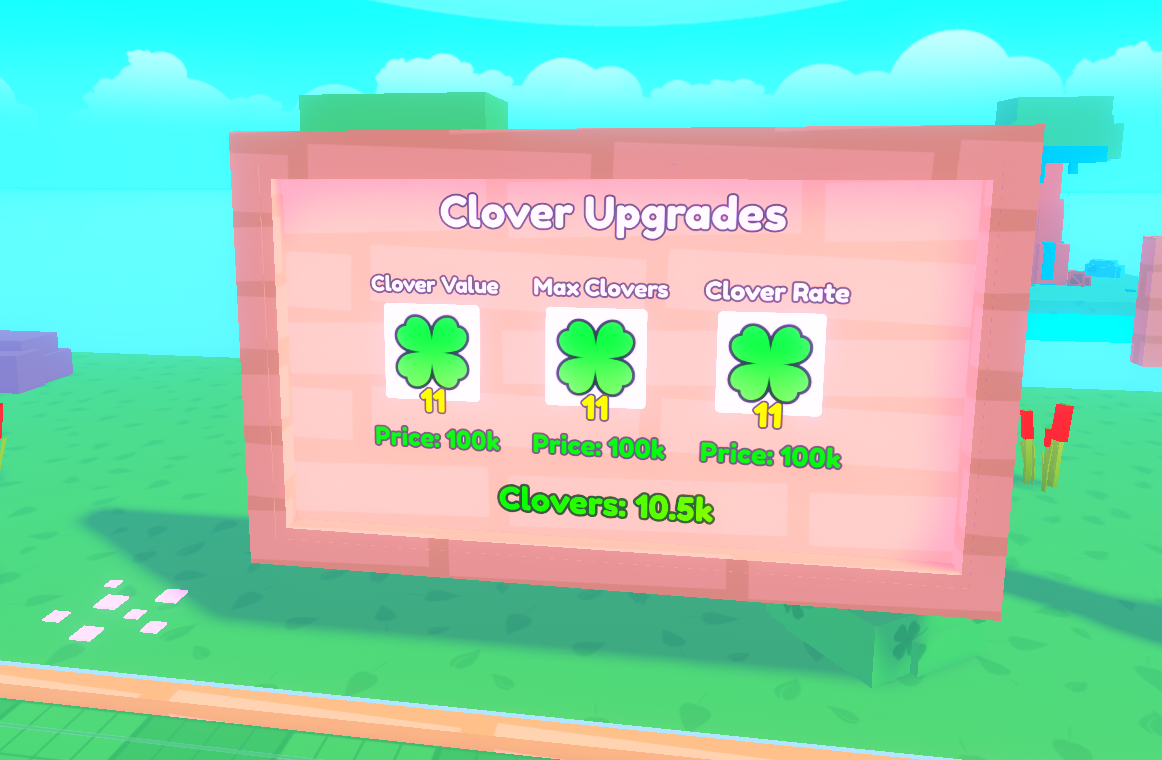 Clover Upgrades
Clover Value Max Clovers Clover Rate
11 11 11
Price: 100k Price: 100k Price: 100k
Clovers: 10.5k